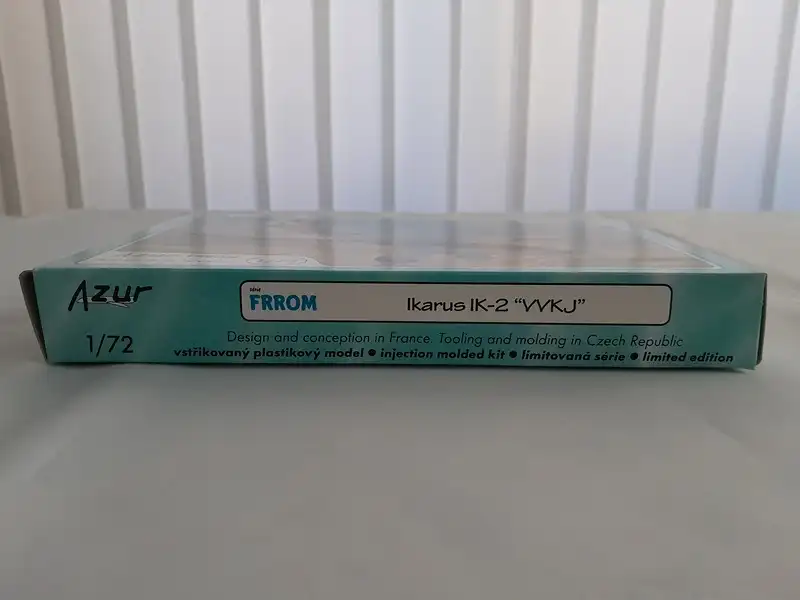 Azur
FRROM
Ikarus IK-2 "VVKJ"
1/72
Design and conception in France. Tooling and molding in Czech Republic
vstřikovaný plastikový model ● injection molded kit ● limitovaná série ● limited edition